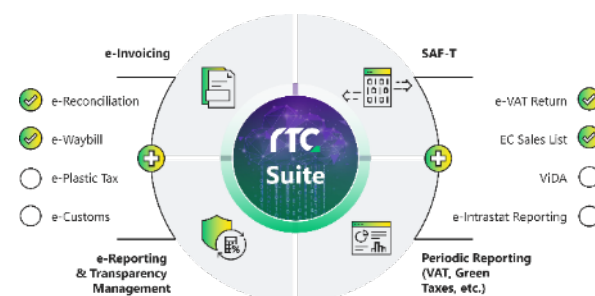 e-Invoicing
SAF-T
e-Reconciliation
e-Waybill
e-Plastic Tax
e-Customs
rtc
Suite
e-VAT Return
EC Sales List
ViDA
e-Intrastat Reporting
e-Reporting
& Transparency
Management
Periodic Reporting
(VAT, Green
Taxes, etc.)